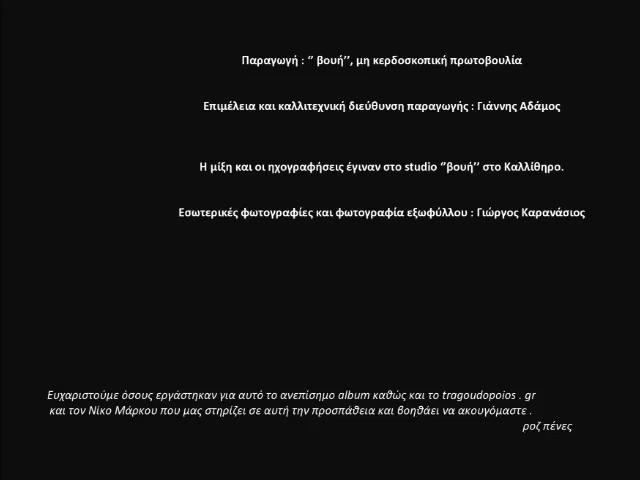 Παραγωγή : ‘’ βουή’’, μη κερδοσκοπική πρωτοβουλία
Επιμέλεια και καλλιτεχνική διεύθυνση παραγωγής : Γιάννης Αδάμος
Η μίξη και οι ηχογραφήσεις έγιναν στο studio ‘’βουή’’ στο Καλλίθηρο.
Εσωτερικές φωτογραφίες και φωτογραφία εξωφύλλου : Γιώργος Καρανάσιος
Ευχαριστούμε όσους εργάστηκαν για αυτό το ανεπίσημο album καθώς και το tragoudopoios . gr
και τον Νίκο Μάρκου που μας στηρίζει σε αυτή την προσπάθεια και βοηθάει να ακουγόμαστε .
ροζ πένες